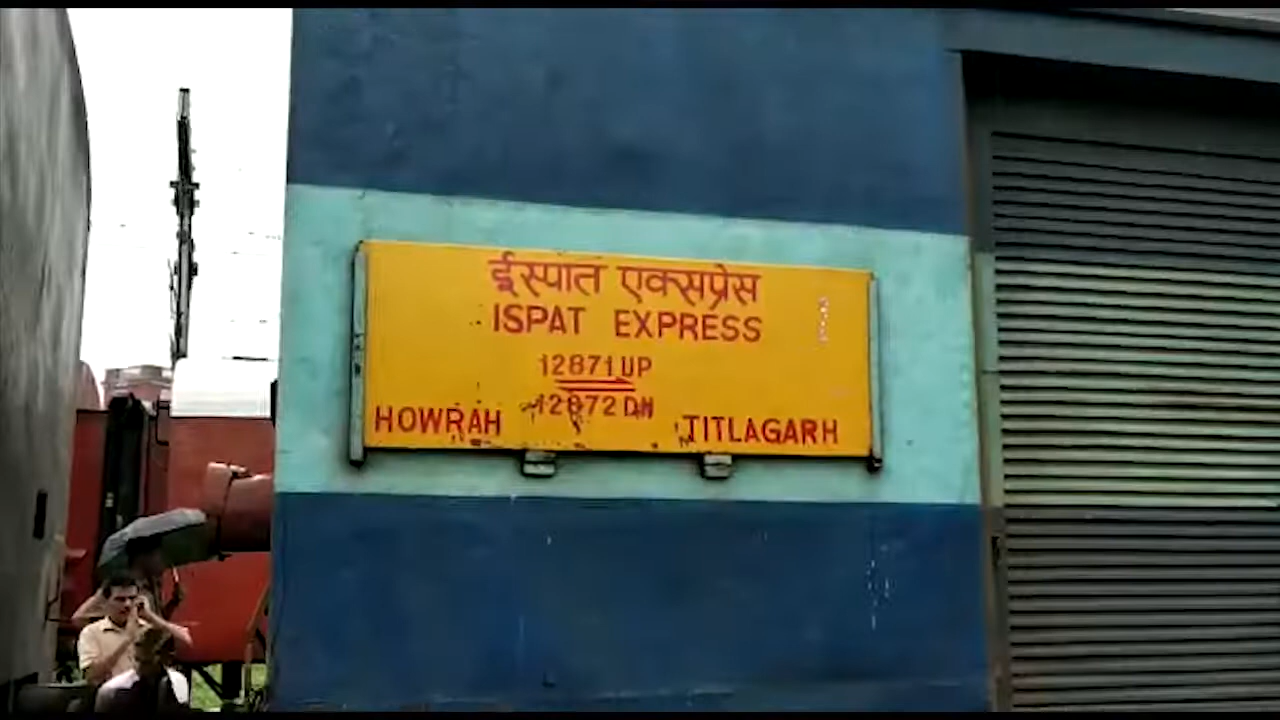 ईस्पात एक्सप्रेस
ISPAT EXPRESS
12871 UP
12872 DN
HOWRAH TITLAGARH